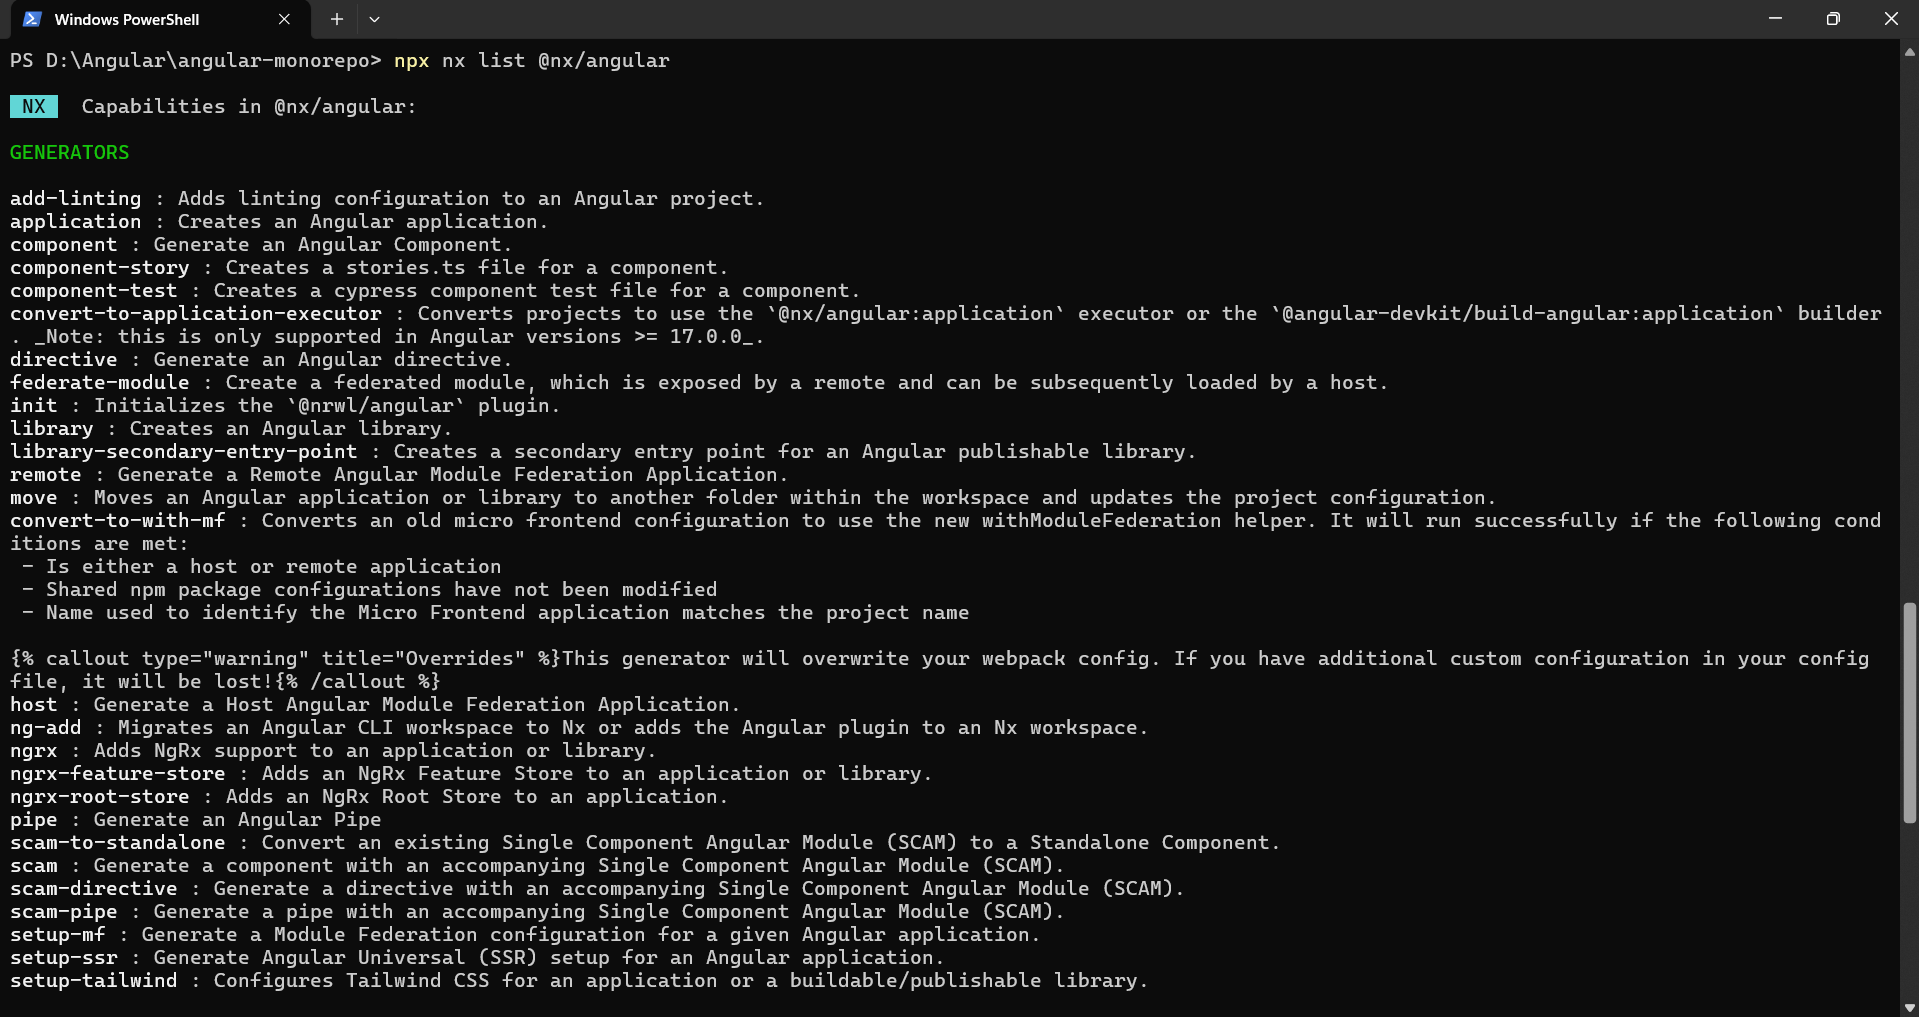 Windows PowerShell
PS D:\Angular\angular-monorepo> npx nx list @nx/angular
NX Capabilities in @nx/angular:
GENERATORS
add-linting : Adds linting configuration to an Angular project.
application : Creates an Angular application.
component : Generate an Angular Component.
component-story : Creates a stories.ts file for a component.
component-test : Creates a cypress component test file for a component.
convert-to-application-executor : Converts projects to use the `@nx/angular:application` executor or the `@angular-devkit/build-angular:application` builder
. _Note: this is only supported in Angular versions >= 17.0.0_.
directive : Generate an Angular directive.
federate-module : Create a federated module, which is exposed by a remote and can be subsequently loaded by a host.
init : Initializes the `@nrwl/angular` plugin.
library : Creates an Angular library.
library-secondary-entry-point : Creates a secondary entry point for an Angular publishable library.
remote : Generate a Remote Angular Module Federation Application.
move : Moves an Angular application or library to another folder within the workspace and updates the project configuration.
convert-to-with-mf : Converts an old micro frontend configuration to use the new withModuleFederation helper. It will run successfully if the following cond
itions are met:
- Is either a host or remote application
- Shared npm package configurations have not been modified
- Name used to identify the Micro Frontend application matches the project name
{% callout type="warning" title="Overrides" %}This generator will overwrite your webpack config. If you have additional custom configuration in your config
file, it will be lost!{% /callout %}
host : Generate a Host Angular Module Federation Application.
ng-add : Migrates an Angular CLI workspace to Nx or adds the Angular plugin to an Nx workspace.
ngrx : Adds NgRx support to an application or library.
ngrx-feature-store : Adds an NgRx Feature Store to an application or library.
ngrx-root-store : Adds an NgRx Root Store to an application.
pipe : Generate an Angular Pipe
scam-to-standalone : Convert an existing Single Component Angular Module (SCAM) to a Standalone Component.
scam : Generate a component with an accompanying Single Component Angular Module (SCAM).
scam-directive : Generate a directive with an accompanying Single Component Angular Module (SCAM).
scam-pipe : Generate a pipe with an accompanying Single Component Angular Module (SCAM).
setup-mf : Generate a Module Federation configuration for a given Angular application.
setup-ssr : Generate Angular Universal (SSR) setup for an Angular application.
setup-tailwind : Configures Tailwind CSS for an application or a buildable/publishable library.